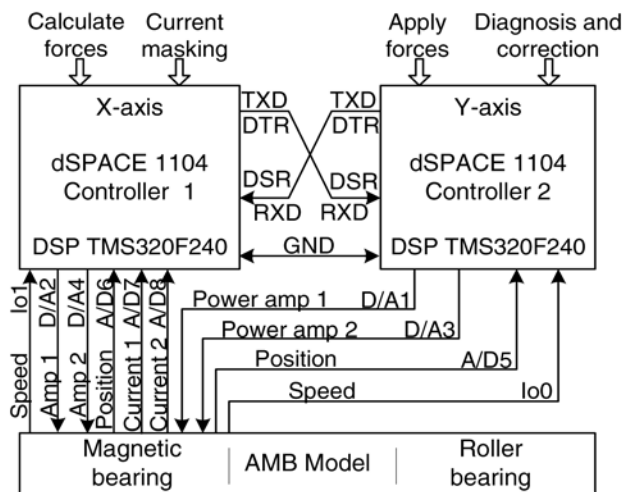 Calculate forces
Current masking
Apply forces
Diagnosis and correction
X-axis
dSPACE 1104
Controller 1
DSP TMS320F240
TXD
DTR
DSR
RXD
TXD
DTR
DSR
RXD
GND
Y-axis
dSPACE 1104
Controller 2
DSP TMS320F240
Speed Io1
Amp 1 D/A2
Amp 2 D/A4
Position A/D6
Current 1 A/D7
Current 2 A/D8
Power amp 1 D/A1
Power amp 2 D/A3
Position A/D5
Speed Io0
Magnetic bearing
AMB Model
Roller bearing